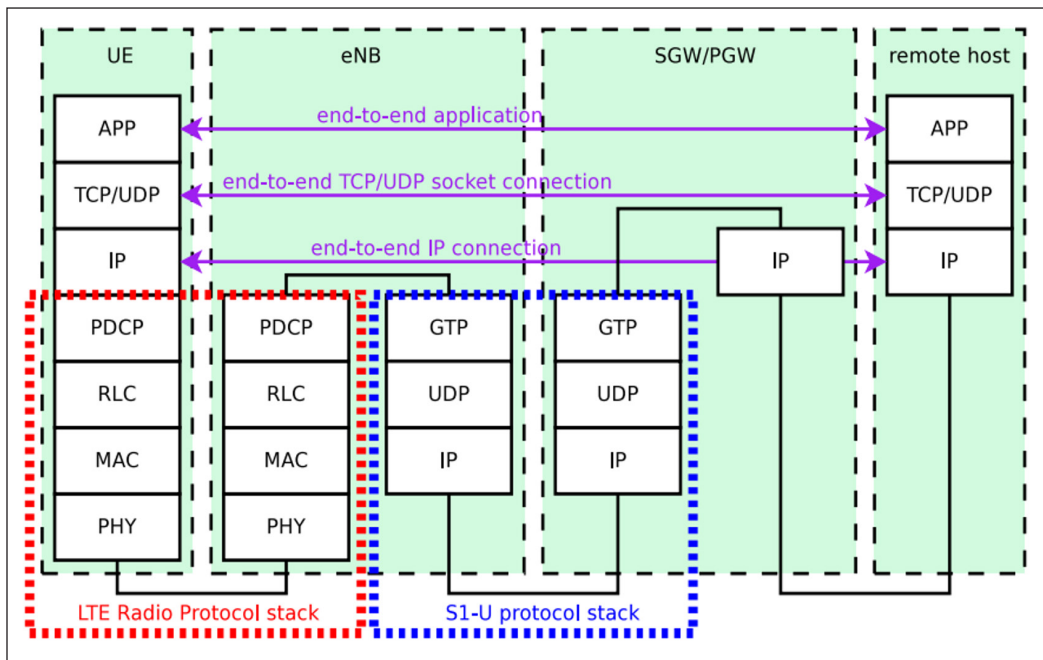 UE
eNB
SGW/PGW
remote host
APP
end-to-end application
APP
TCP/UDP
end-to-end TCP/UDP socket connection
TCP/UDP
IP
end-to-end IP connection
IP
IP
PDCP
PDCP
GTP
GTP
RLC
RLC
UDP
UDP
MAC
MAC
IP
IP
PHY
PHY
LTE Radio Protocol stack
S1-U protocol stack